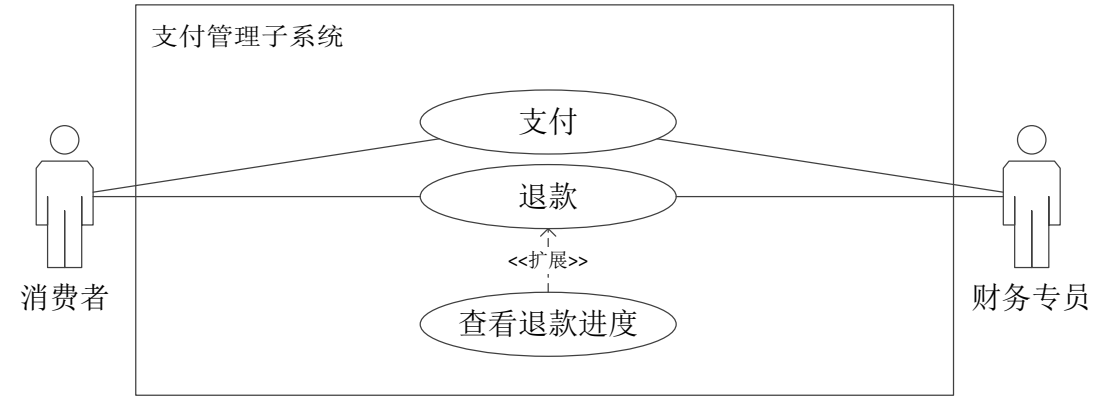 支付管理子系统
支付
退款
<<扩展>>
查看退款进度
消费者
财务专员